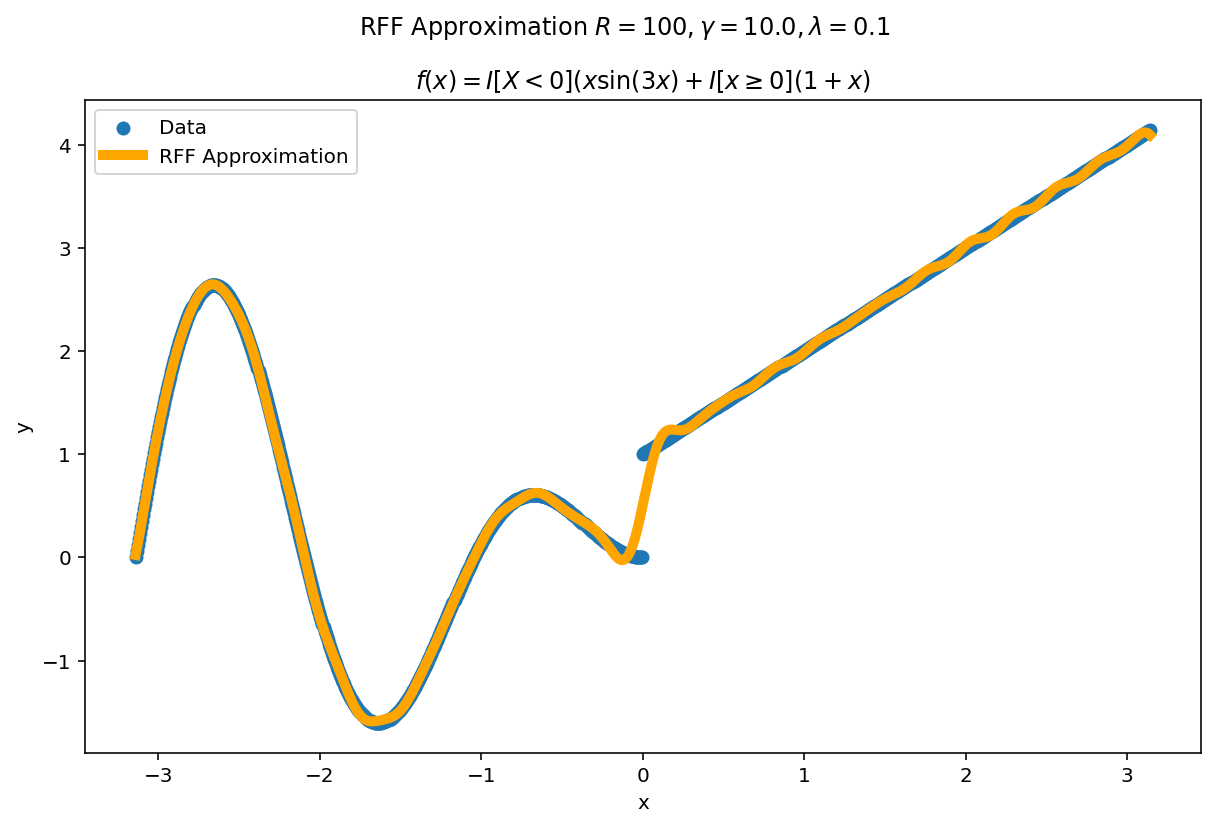 RFF Approximation R = 100, γ = 10.0, λ = 0.1
f(x) = I[X < 0](xsin(3x) + I[x ≥ 0](1 + x)
Data
RFF Approximation
4
3
2
1
0
−1
y
−3
−2
−1
0
1
2
3
x